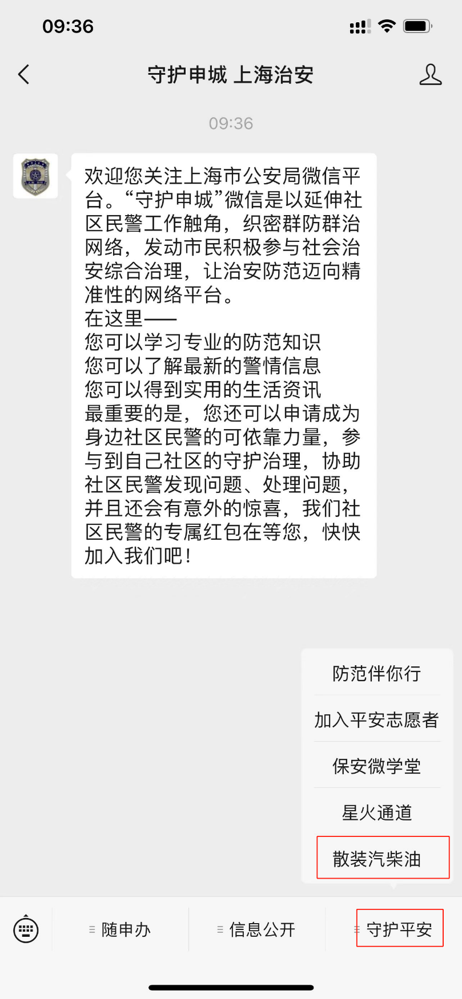 09:36
守护申城 上海治安
09:36
欢迎您关注上海市公安局微信平
台。“守护申城”微信是以延伸社
区民警工作触角，织密群防群治
网络，发动市民积极参与社会治
安综合治理，让治安防范迈向精
准性的网络平台。
在这里——
您可以学习专业的防范知识
您可以了解最新的警情信息
您可以得到实用的生活资讯
最重要的是，您还可以申请成为
身边社区民警的可依靠力量，参
与到自己社区的守护治理，协助
社区民警发现问题、处理问题，
并且还会有意外的惊喜，我们社
区民警的专属红包在等您，快快
加入我们吧！
防范伴你行
加入平安志愿者
保安微学堂
星火通道
散装汽柴油
随申办 信息公开 守护平安